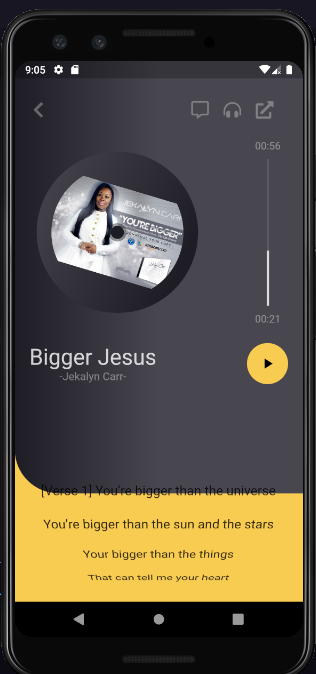 9:05
00:56
JEKALYN CARR
"YOU'RE BIGGER"
00:21
Bigger Jesus
-Jekalyn Carr-
[Verse 1] You're bigger than the universe
You're bigger than the sun and the stars
Your bigger than the things
That can tell me your heart